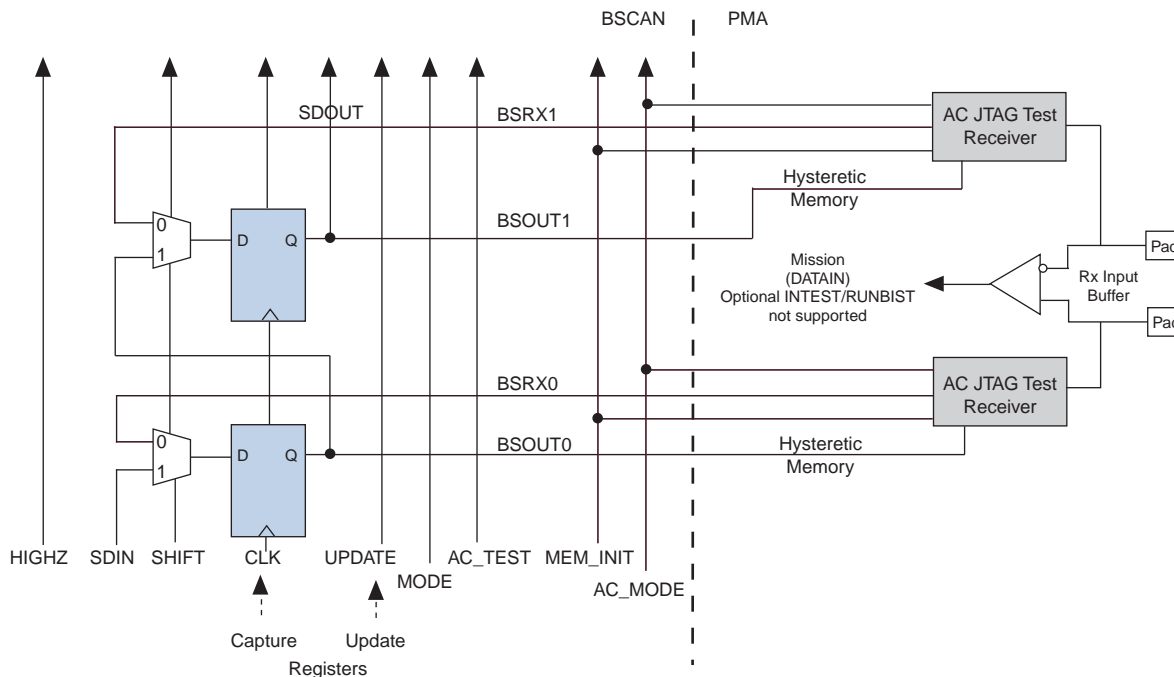 BSCAN
PMA
SDOUT
BSRX1
AC JTAG Test
Receiver
Hysteretic
Memory
0
1
D
Q
BSOUT1
Pad
Mission
(DATAIN)
Optional INTEST/RUNBIST
not supported
Rx Input
Buffer
Pad
BSRX0
AC JTAG Test
Receiver
0
1
D
Q
BSOUT0
Hysteretic
Memory
HIGHZ
SDIN
SHIFT
CLK
UPDATE
MODE
AC_TEST
MEM_INIT
AC_MODE
Capture
Update
Registers